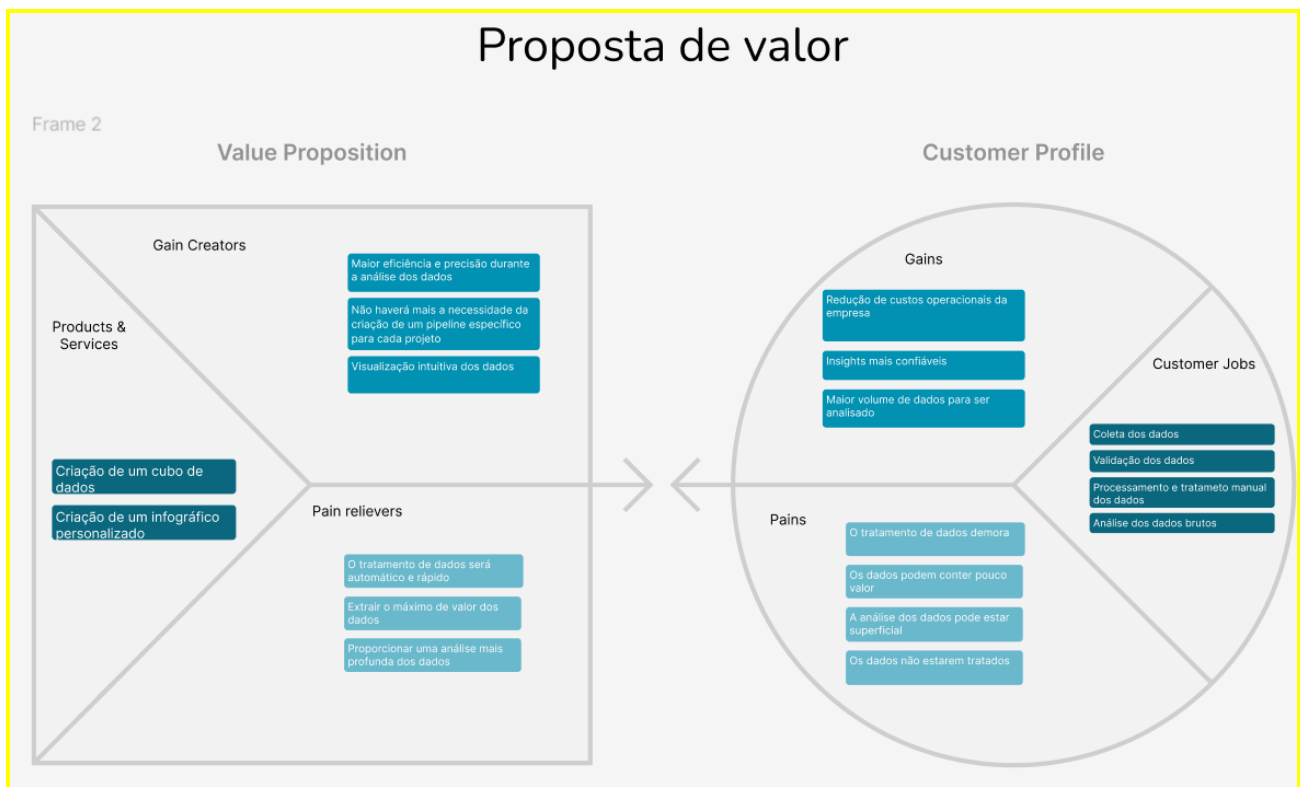 Proposta de valor
Frame 2
Value Proposition
Gain Creators
Maior eficiência e precisão durante
a análise dos dados
Não haverá mais a necessidade da
criação de um pipeline específico
para cada projeto
Visualização intuitiva dos dados
Products &
Services
Criação de um cubo de
dados
Criação de um infográfico
personalizado
Pain relievers
O tratamento de dados será
automático e rápido
Extrair o máximo de valor dos
dados
Proporcionar uma análise mais
profunda dos dados
Customer Profile
Gains
Redução de custos operacionais da
empresa
Insights mais confiáveis
Maior volume de dados para ser
analisado
Customer Jobs
Coleta dos dados
Validação dos dados
Processamento e tratameto manual
dos dados
Análise dos dados brutos
Pains
O tratamento de dados demora
Os dados podem conter pouco
valor
A análise dos dados pode estar
superficial
Os dados não estarem tratados